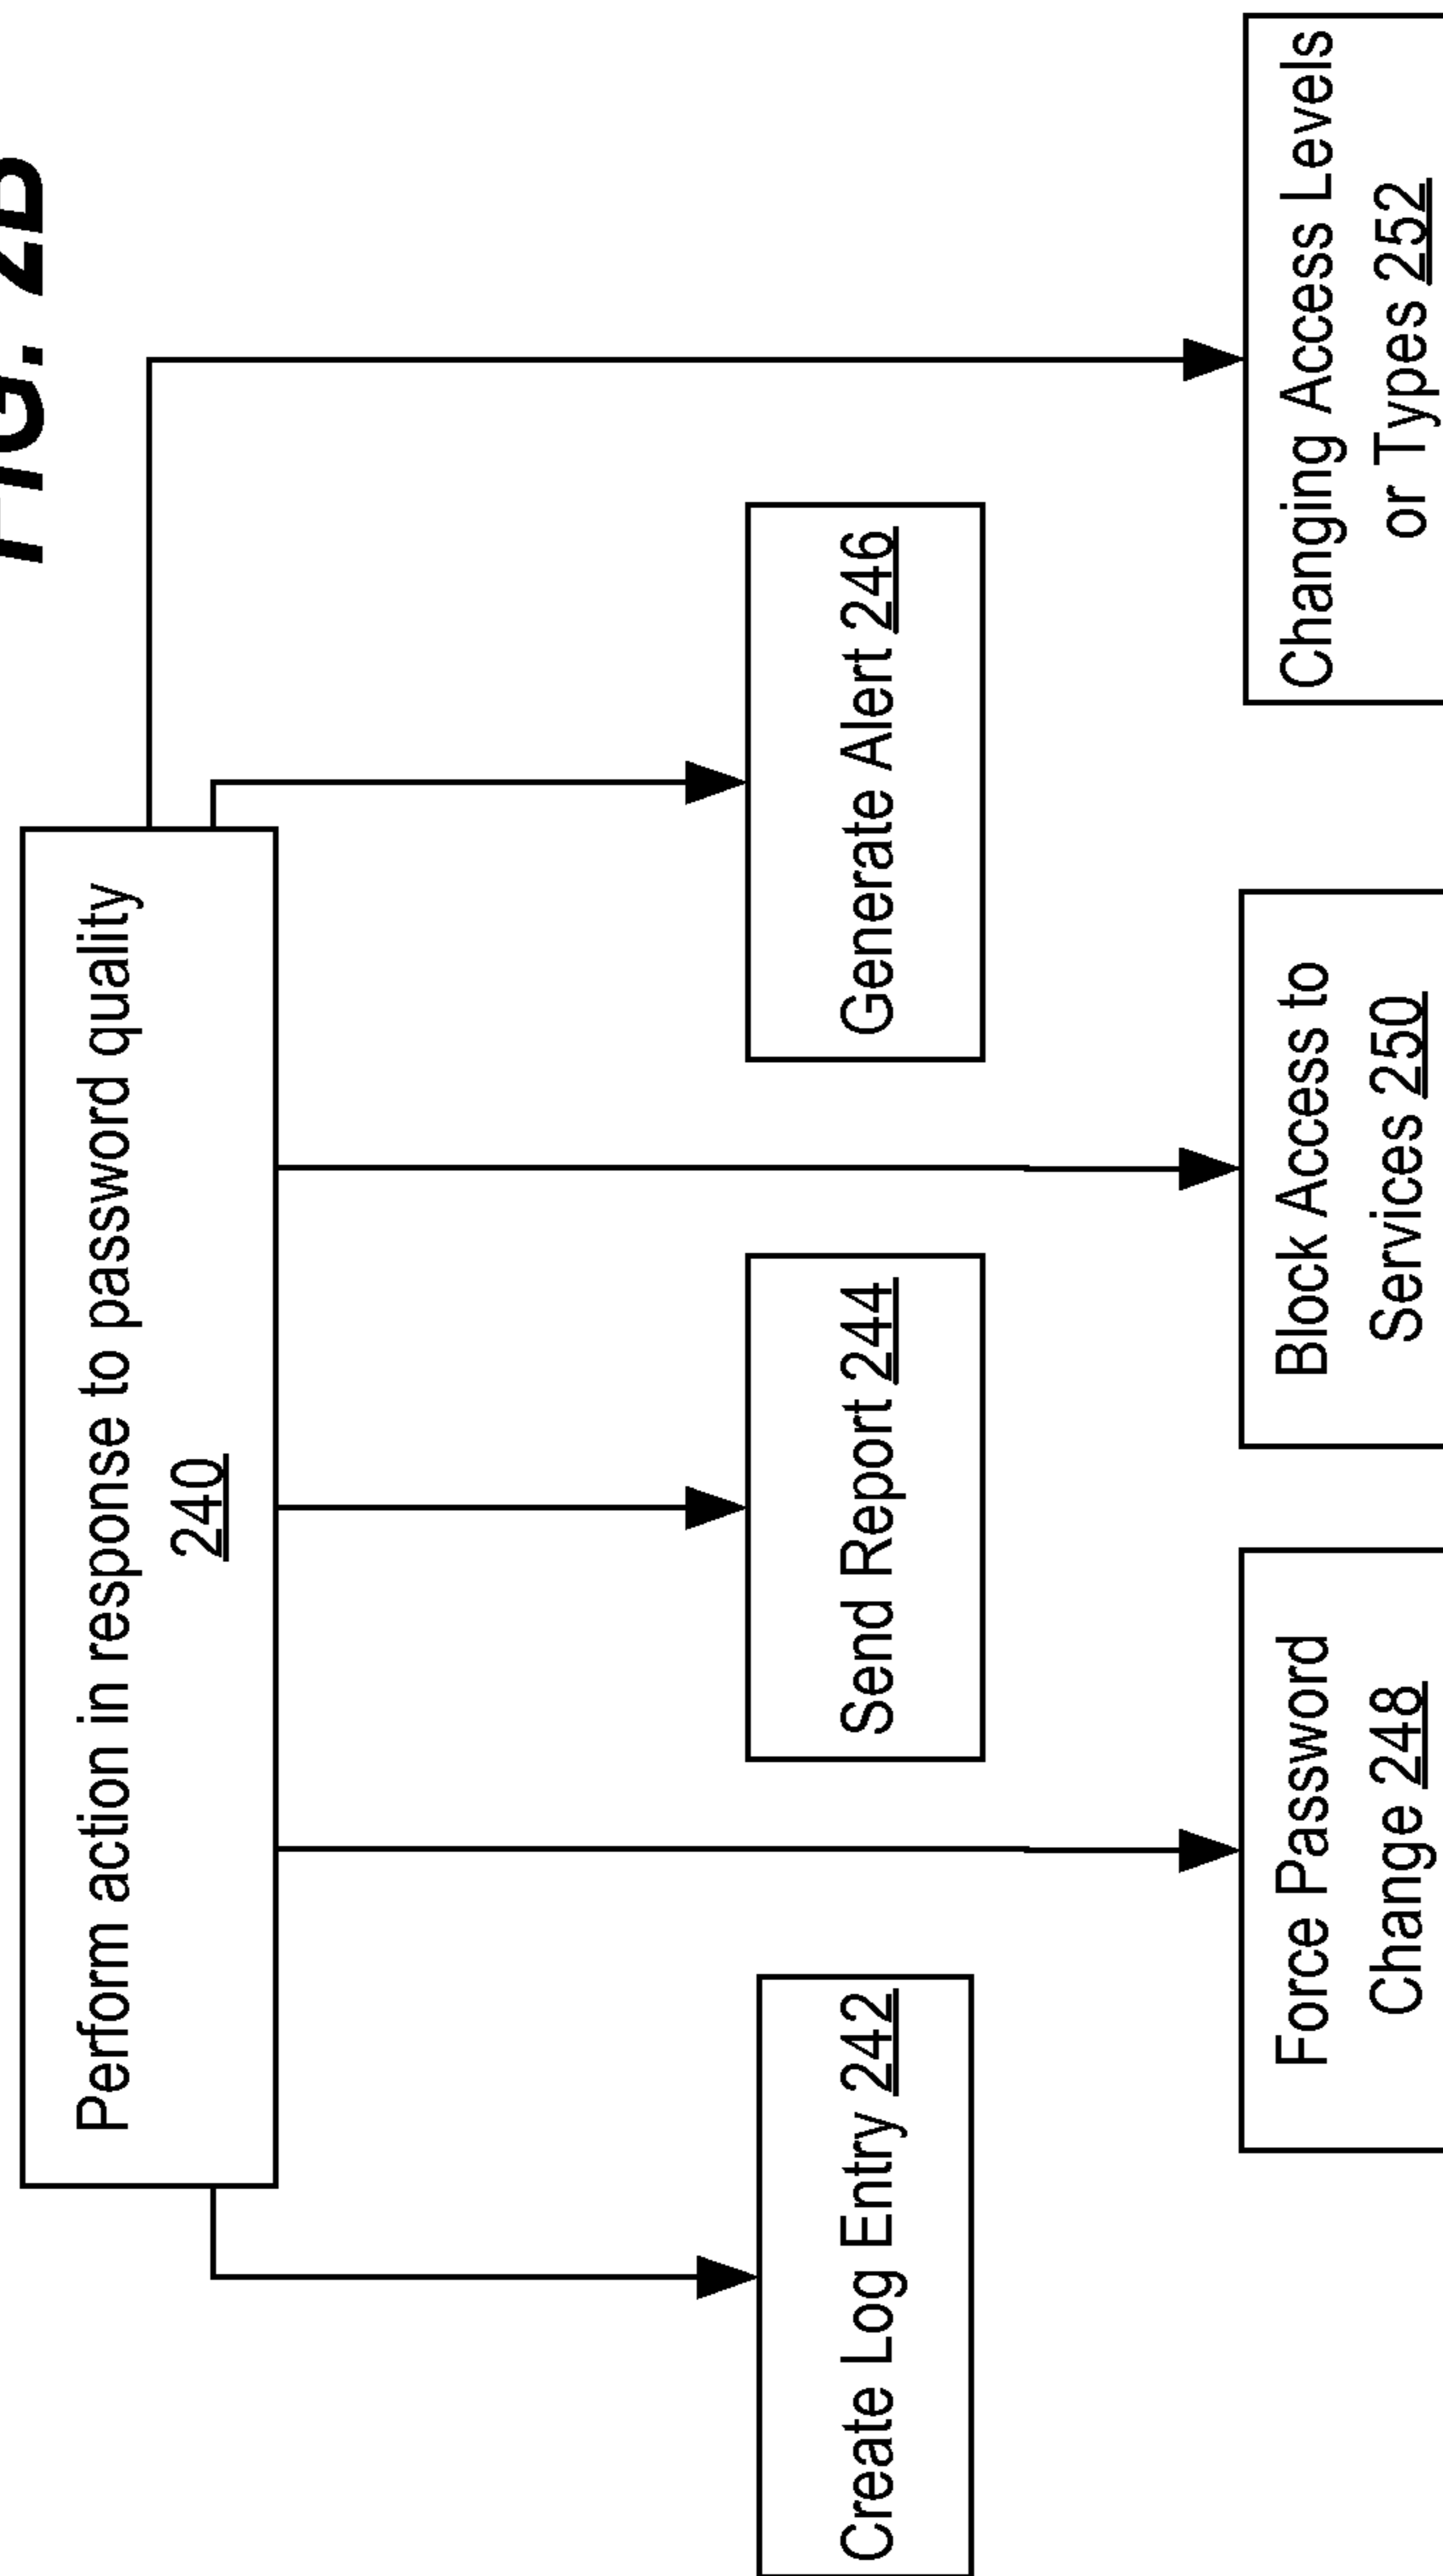 FIG. 2B
Perform action in response to password quality
240
Create Log Entry 242
Send Report 244
Generate Alert 246
Force Password
Change 248
Block Access to
Services 250
Changing Access Levels
or Types 252